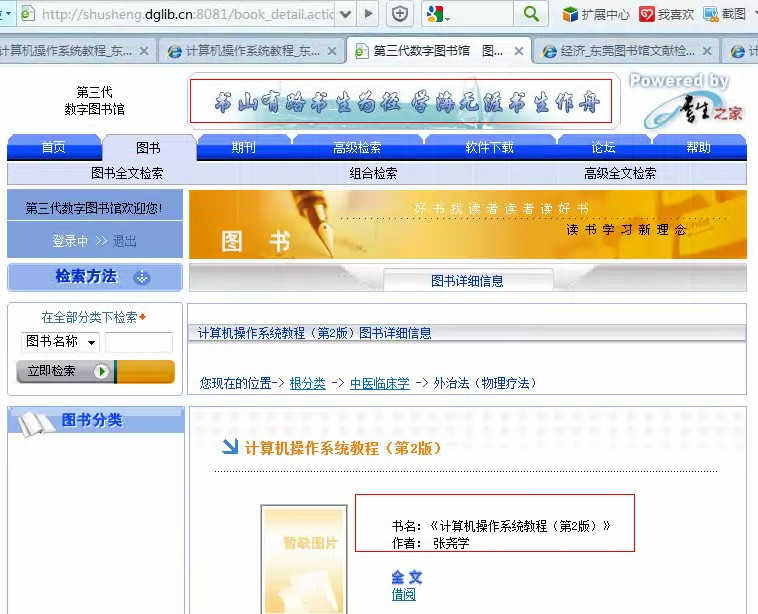 http://shusheng.dglib.cn:8081/book_detail.actio
扩展中心 我喜欢 截图
计算机操作系统教程_东... 计算机操作系统教程_东... 第三代数字图书馆 图... 经济_东莞图书馆文献检... 计
第三代
数字图书馆
书山有路书生为径 学海无涯书生作舟
Powered by
书生之家
首页 图书 期刊 高级检索 软件下载 论坛 帮助
图书全文检索 组合检索 高级全文检索
第三代数字图书馆欢迎您!
登录中 >> 退出
图 书
好书找读者读者读好书
读书学习新理念
检索方法
图书详细信息
在全部分类下检索
图书名称
立即检索
计算机操作系统教程（第2版）图书详细信息
您现在的位置-> 根分类 -> 中医临床学 -> 外治法（物理疗法）
图书分类
计算机操作系统教程（第2版）
暂缺图片
书名：《计算机操作系统教程（第2版）》
作者： 张尧学
全文
借阅